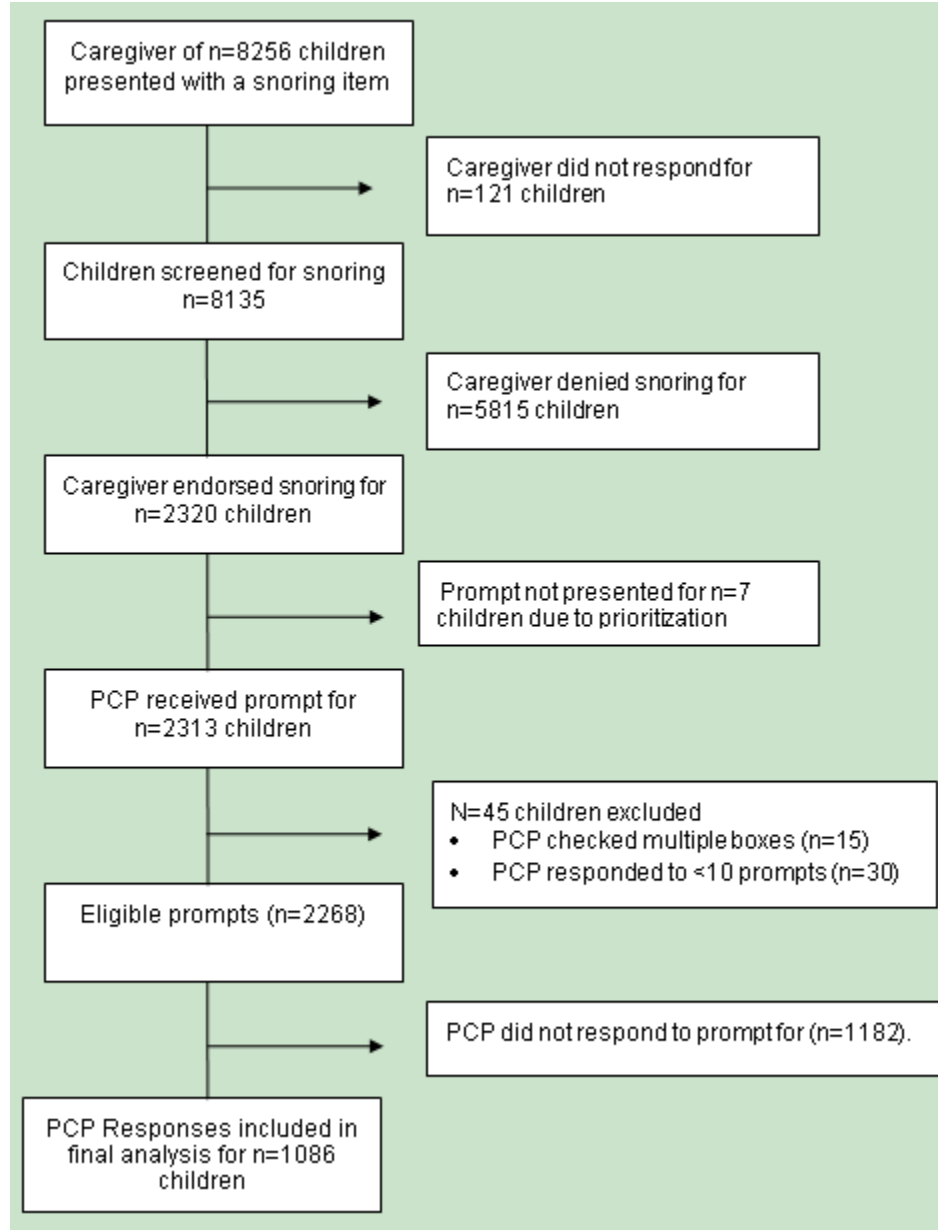 Caregiver of n=8256 children
presented with a snoring item
Caregiver did not respond for
n=121 children
Children screened for snoring
n=8135
Caregiver denied snoring for
n=5815 children
Caregiver endorsed snoring for
n=2320 children
Prompt not presented for n=7
children due to prioritization
PCP received prompt for
n=2313 children
N=45 children excluded
• PCP checked multiple boxes (n=15)
• PCP responded to <10 prompts (n=30)
Eligible prompts (n=2268)
PCP did not respond to prompt for (n=1182).
PCP Responses included in
final analysis for n=1086
children